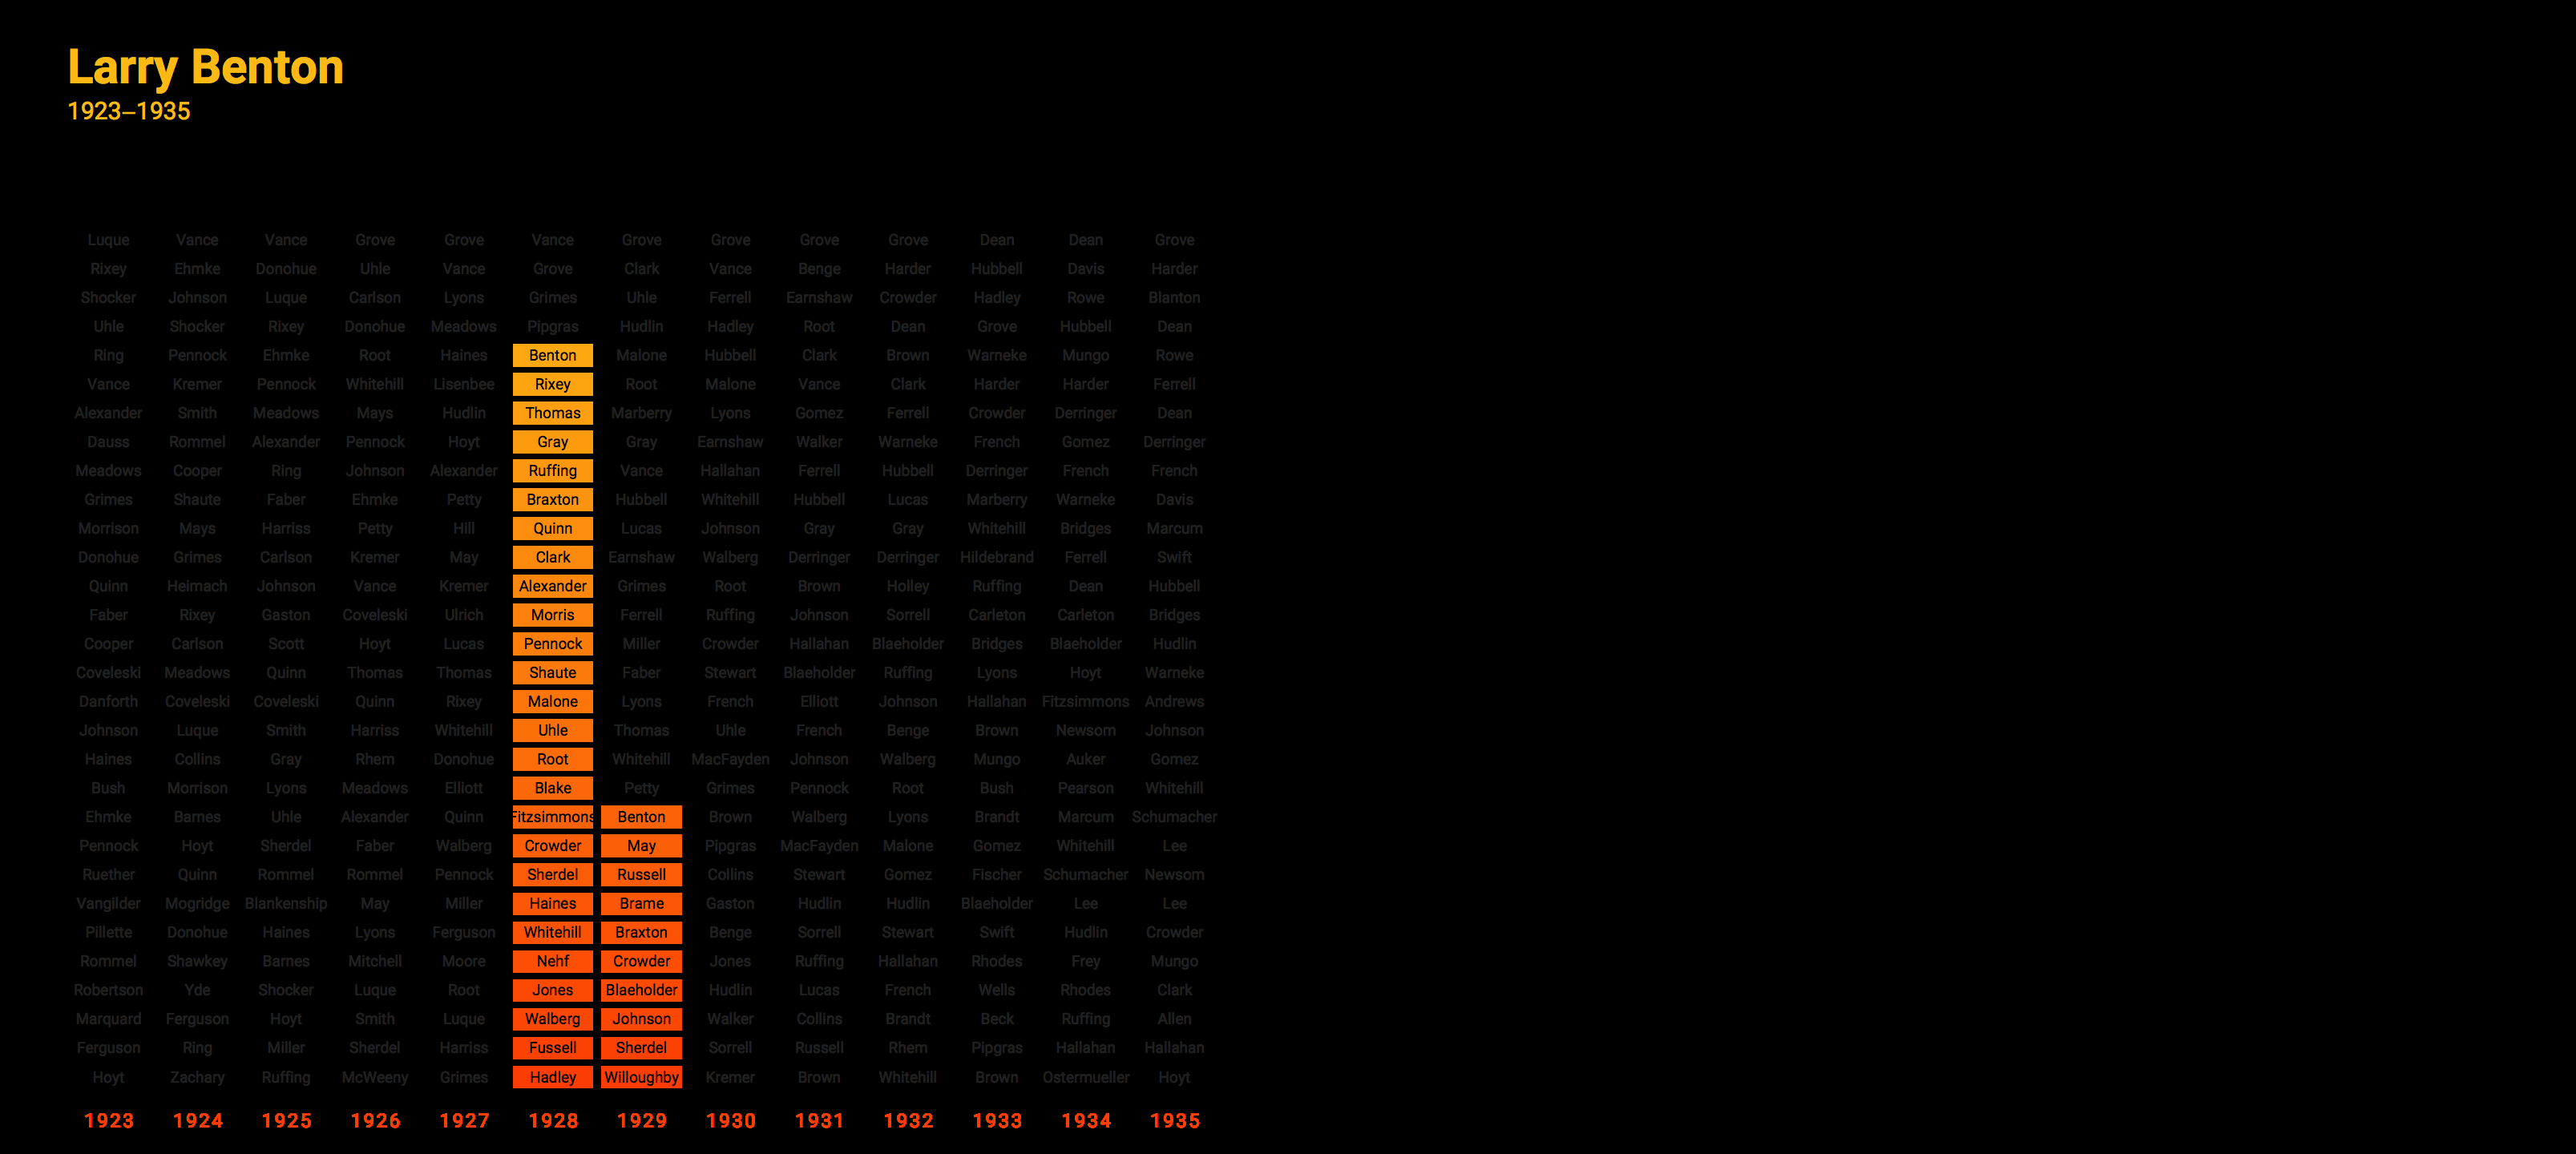 Larry Benton
1923–1935
Luque Vance Vance Grove Grove Vance Grove Grove Grove Grove Dean Dean Grove
Rixey Ehmke Donohue Uhle Vance Grove Clark Vance Benge Harder Hubbell Davis Harder
Shocker Johnson Luque Carlson Lyons Grimes Uhle Ferrell Earnshaw Crowder Hadley Rowe Blanton
Uhle Shocker Rixey Donohue Meadows Pipgras Hudlin Hadley Root Dean Grove Hubbell Dean
Ring Pennock Ehmke Root Haines Benton Malone Hubbell Clark Brown Warneke Mungo Rowe
Vance Kremer Pennock Whitehill Lisenbee Rixey Root Malone Vance Clark Harder Harder Ferrell
Alexander Smith Meadows Mays Hudlin Thomas Marberry Lyons Gomez Ferrell Crowder Derringer Dean
Dauss Rommel Alexander Pennock Hoyt Gray Gray Earnshaw Walker Warneke French Gomez Derringer
Meadows Cooper Ring Johnson Alexander Ruffing Vance Hallahan Ferrell Hubbell Derringer French French
Grimes Shaute Faber Ehmke Petty Braxton Hubbell Whitehill Hubbell Lucas Marberry Warneke Davis
Morrison Mays Harriss Petty Hill Quinn Lucas Johnson Gray Gray Whitehill Bridges Marcum
Donohue Grimes Carlson Kremer May Clark Earnshaw Walberg Derringer Derringer Hildebrand Ferrell Swift
Quinn Heimach Johnson Vance Kremer Alexander Grimes Root Brown Holley Ruffing Dean Hubbell
Faber Rixey Gaston Coveleski Ulrich Morris Ferrell Ruffing Johnson Sorrell Carleton Carleton Bridges
Cooper Carlson Scott Hoyt Lucas Pennock Miller Crowder Hallahan Blaeholder Bridges Blaeholder Hudlin
Coveleski Meadows Quinn Thomas Thomas Shaute Faber Stewart Blaeholder Ruffing Lyons Hoyt Warneke
Danforth Coveleski Coveleski Quinn Rixey Malone Lyons French Elliott Johnson Hallahan Fitzsimmons Andrews
Johnson Luque Smith Harriss Whitehill Uhle Thomas Uhle French Benge Brown Newsom Johnson
Haines Collins Gray Rhem Donohue Root Whitehill MacFayden Johnson Walberg Mungo Auker Gomez
Bush Morrison Lyons Meadows Elliott Blake Petty Grimes Pennock Root Bush Pearson Whitehill
Ehmke Barnes Uhle Alexander Quinn Fitzsimmons Benton Brown Walberg Lyons Brandt Marcum Schumacher
Pennock Hoyt Sherdel Faber Walberg Crowder May Pipgras MacFayden Malone Gomez Whitehill Lee
Ruether Quinn Rommel Rommel Pennock Sherdel Russell Collins Stewart Gomez Fischer Schumacher Newsom
Vangilder Mogridge Blankenship May Miller Haines Brame Gaston Hudlin Hudlin Blaeholder Lee Lee
Pillette Donohue Haines Lyons Ferguson Whitehill Braxton Benge Sorrell Stewart Swift Hudlin Crowder
Rommel Shawkey Barnes Mitchell Moore Nehf Crowder Jones Ruffing Hallahan Rhodes Frey Mungo
Robertson Yde Shocker Luque Root Jones Blaeholder Hudlin Lucas French Wells Rhodes Clark
Marquard Ferguson Hoyt Smith Luque Walberg Johnson Walker Collins Brandt Beck Ruffing Allen
Ferguson Ring Miller Sherdel Harriss Fussell Sherdel Sorrell Russell Rhem Pipgras Hallahan Hallahan
Hoyt Zachary Ruffing McWeeny Grimes Hadley Willoughby Kremer Brown Whitehill Brown Ostermueller Hoyt
1923 1924 1925 1926 1927 1928 1929 1930 1931 1932 1933 1934 1935